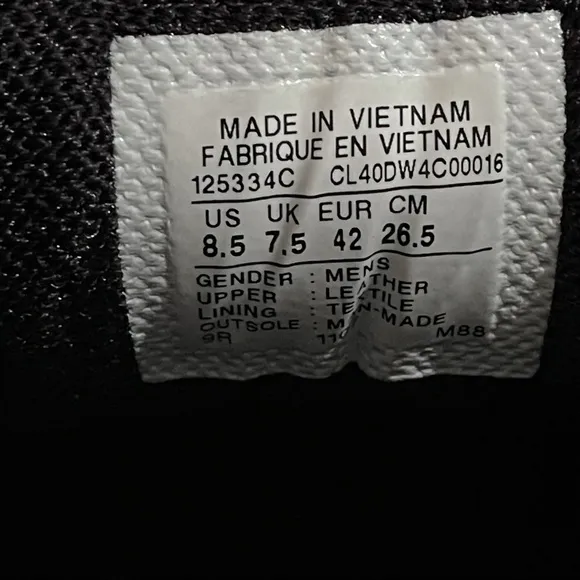 MADE IN VIETNAM
FABRIQUE EN VIETNAM
125334C CL40DW4C00016
US UK EUR CM
8.5 7.5 42 26.5
GENDER : MENS
UPPER : LEATHER
LINING : TEXTILE
OUTSOLE : MAN-MADE
9R M88